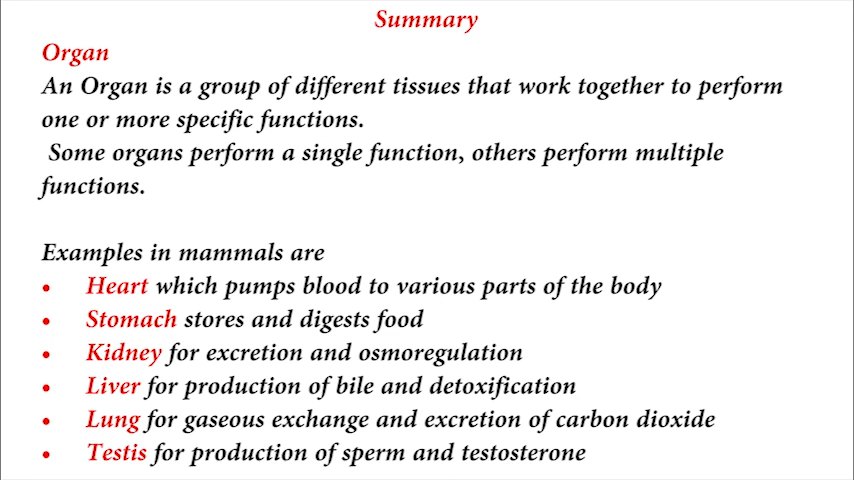 Summary
Organ
An Organ is a group of different tissues that work together to perform
one or more specific functions.
Some organs perform a single function, others perform multiple
functions.
Examples in mammals are
• Heart which pumps blood to various parts of the body
• Stomach stores and digests food
• Kidney for excretion and osmoregulation
• Liver for production of bile and detoxification
• Lung for gaseous exchange and excretion of carbon dioxide
• Testis for production of sperm and testosterone